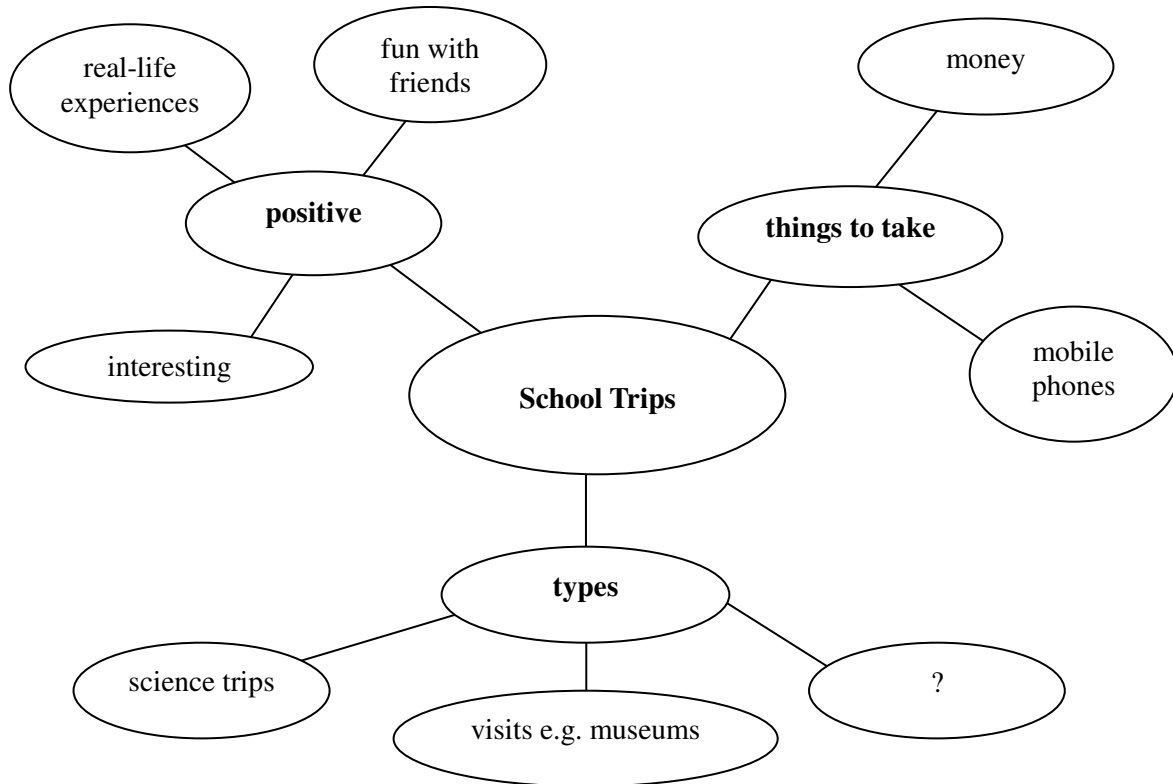 real-life
experiences
fun with
friends
money
positive
things to take
interesting
mobile
phones
School Trips
types
science trips
visits e.g. museums
?